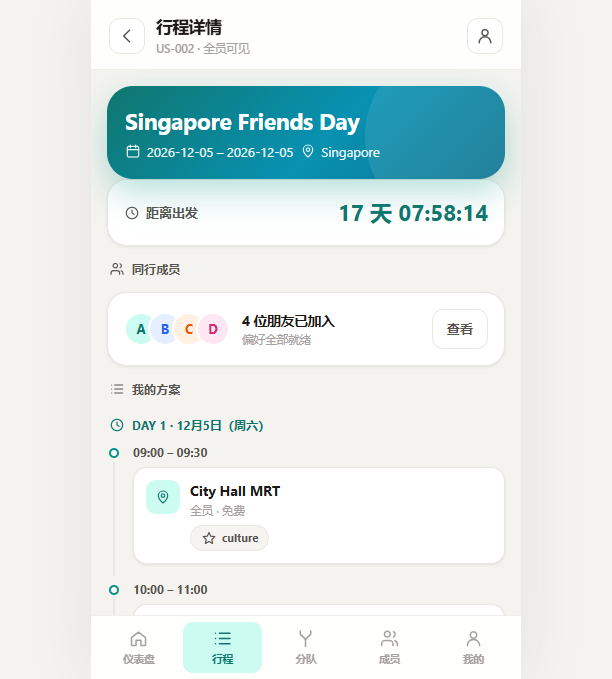 行程详情
US-002 · 全员可见
Singapore Friends Day
2026-12-05 – 2026-12-05 Singapore
距离出发 17 天 07:58:14
同行成员
A B C D
4 位朋友已加入
偏好全部就绪
查看
我的方案
DAY 1 · 12月5日（周六）
09:00 – 09:30
City Hall MRT
全员 · 免费
culture
10:00 – 11:00
仪表盘 行程 分队 成员 我的